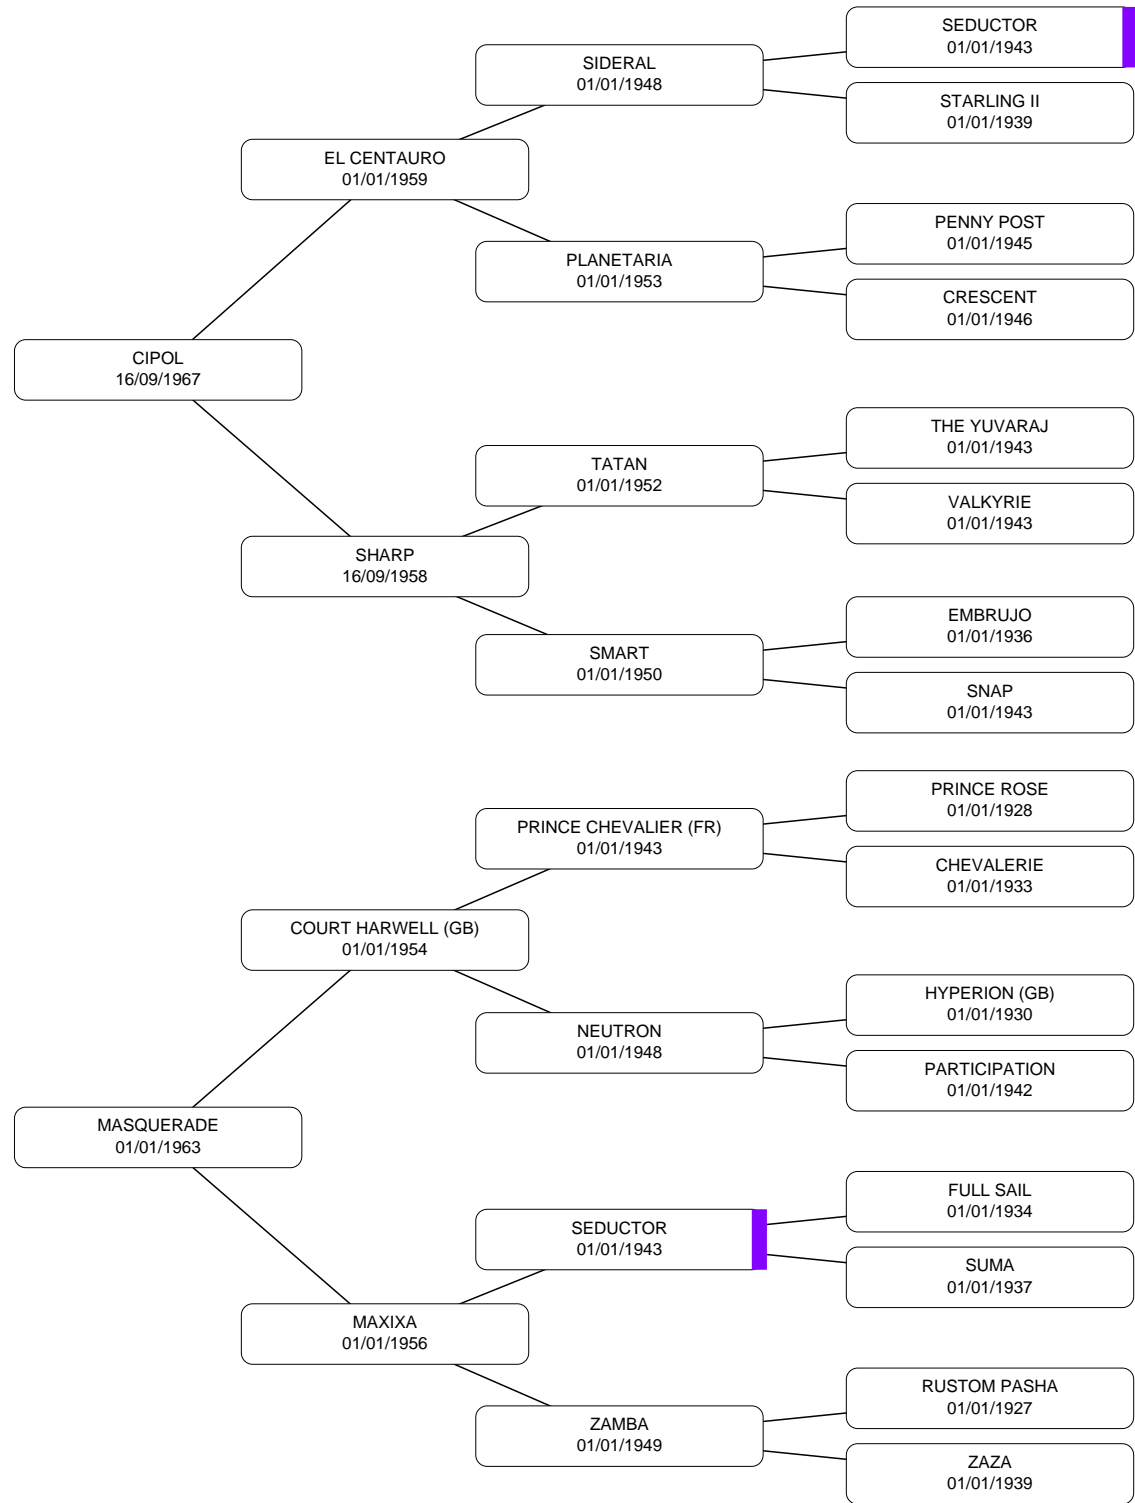 SEDUCTOR
01/01/1943
SIDERAL
01/01/1948
STARLING II
01/01/1939
EL CENTAURO
01/01/1959
PENNY POST
01/01/1945
PLANETARIA
01/01/1953
CRESCENT
01/01/1946
CIPOL
16/09/1967
THE YUVARAJ
01/01/1943
TATAN
01/01/1952
VALKYRIE
01/01/1943
SHARP
16/09/1958
EMBRUJO
01/01/1936
SMART
01/01/1950
SNAP
01/01/1943
PRINCE ROSE
01/01/1928
PRINCE CHEVALIER (FR)
01/01/1943
CHEVALERIE
01/01/1933
COURT HARWELL (GB)
01/01/1954
HYPERION (GB)
01/01/1930
NEUTRON
01/01/1948
PARTICIPATION
01/01/1942
MASQUERADE
01/01/1963
FULL SAIL
01/01/1934
SEDUCTOR
01/01/1943
SUMA
01/01/1937
MAXIXA
01/01/1956
RUSTOM PASHA
01/01/1927
ZAMBA
01/01/1949
ZAZA
01/01/1939